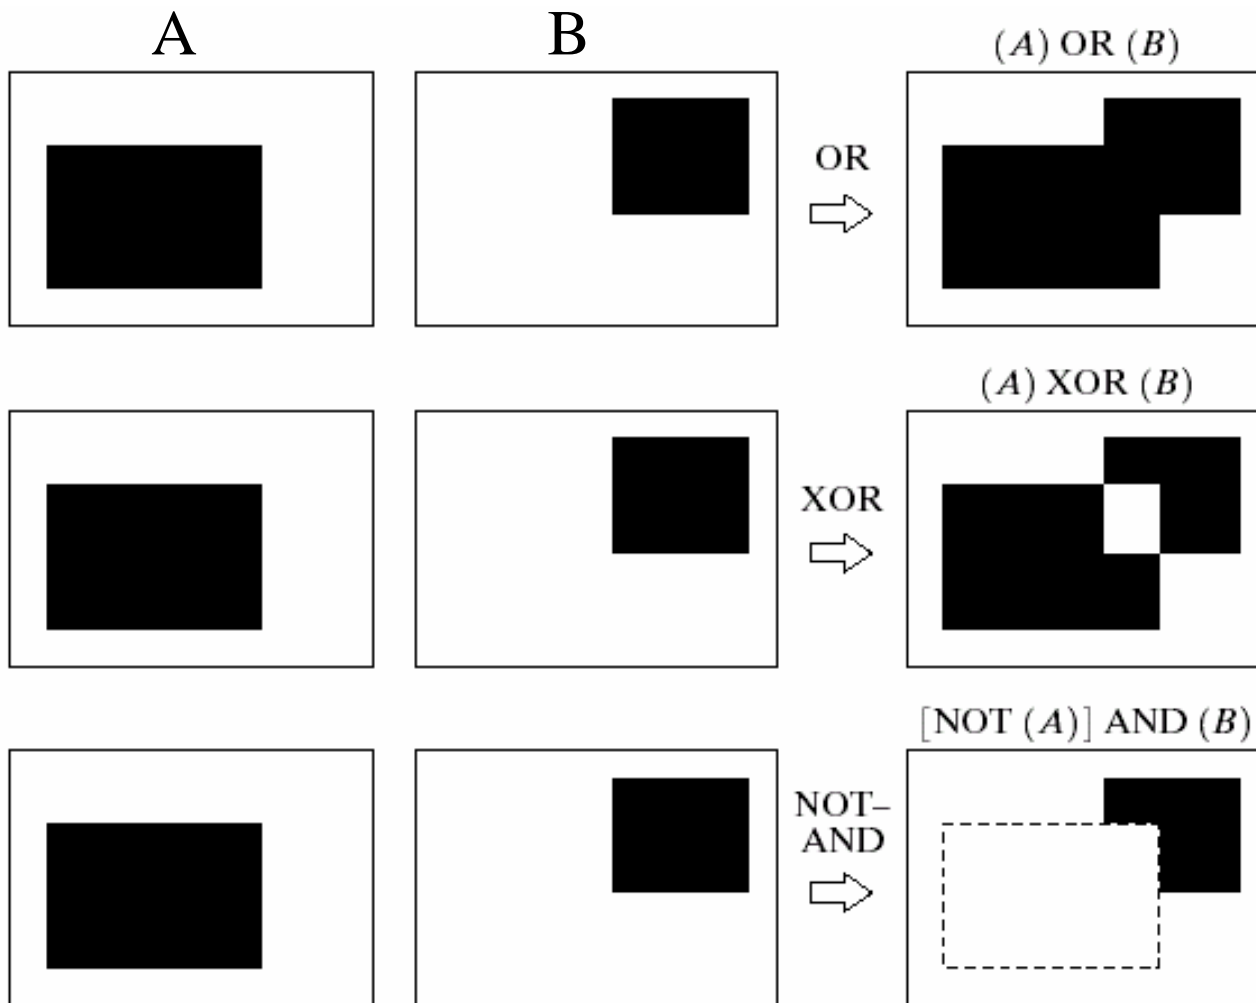 A
B
(A) OR (B)
OR
(A) XOR (B)
XOR
[NOT (A)] AND (B)
NOT–
AND